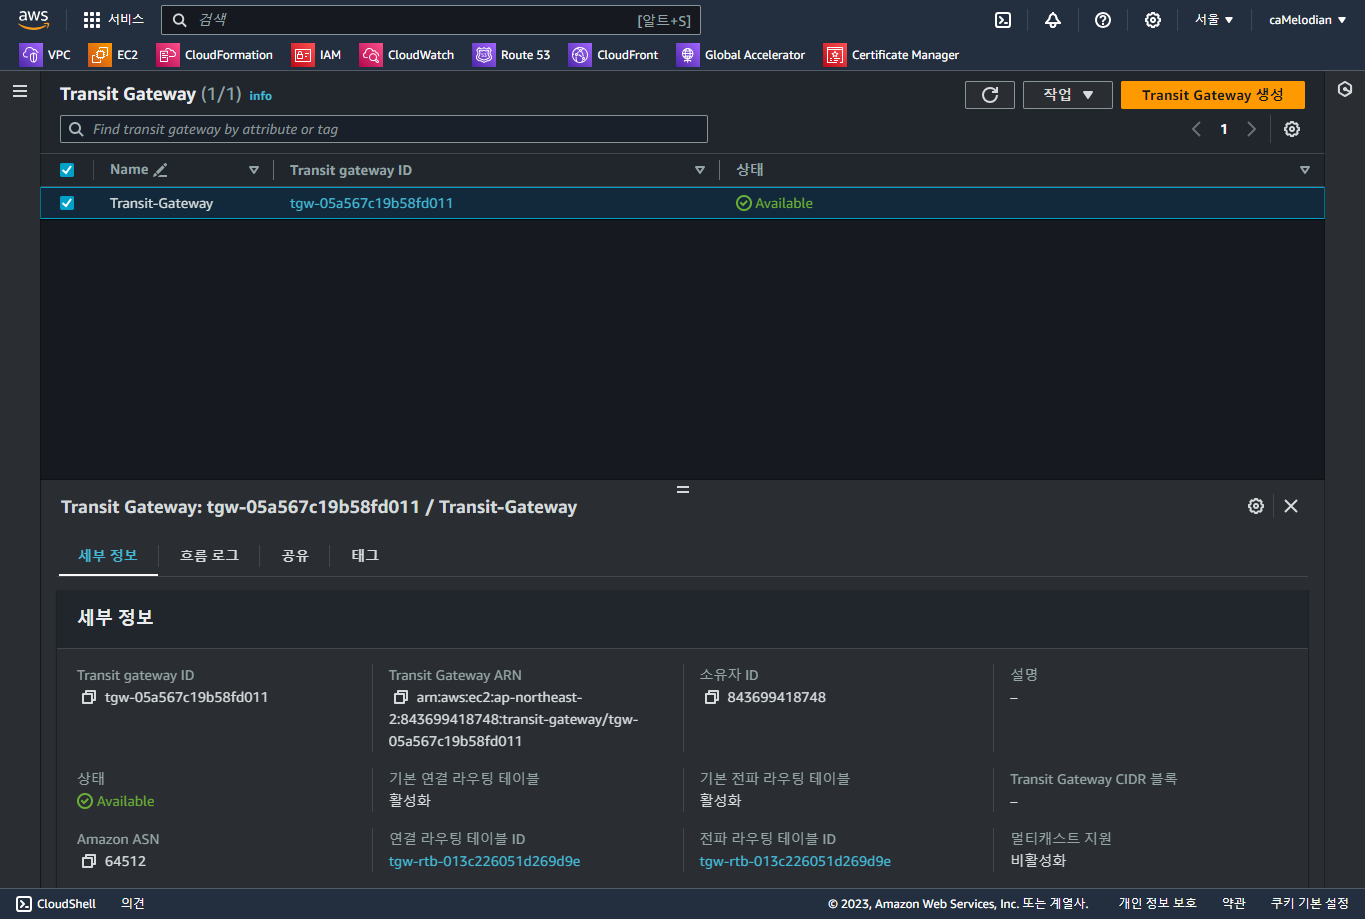 aws
서비스
검색
[알트+S]
서울 ▼
caMelodian ▼
VPC
EC2
CloudFormation
IAM
CloudWatch
Route 53
CloudFront
Global Accelerator
Certificate Manager
Transit Gateway (1/1) info
작업 ▼
Transit Gateway 생성
Find transit gateway by attribute or tag
1
Name
Transit gateway ID
상태
Transit-Gateway
tgw-05a567c19b58fd011
Available
Transit Gateway: tgw-05a567c19b58fd011 / Transit-Gateway
세부 정보
흐름 로그
공유
태그
세부 정보
Transit gateway ID
tgw-05a567c19b58fd011
Transit Gateway ARN
arn:aws:ec2:ap-northeast-
2:843699418748:transit-gateway/tgw-
05a567c19b58fd011
소유자 ID
843699418748
설명
–
상태
Available
기본 연결 라우팅 테이블
활성화
기본 전파 라우팅 테이블
활성화
Transit Gateway CIDR 블록
–
Amazon ASN
64512
연결 라우팅 테이블 ID
tgw-rtb-013c226051d269d9e
전파 라우팅 테이블 ID
tgw-rtb-013c226051d269d9e
멀티캐스트 지원
비활성화
CloudShell
의견
© 2023, Amazon Web Services, Inc. 또는 계열사.
개인 정보 보호
약관
쿠키 기본 설정